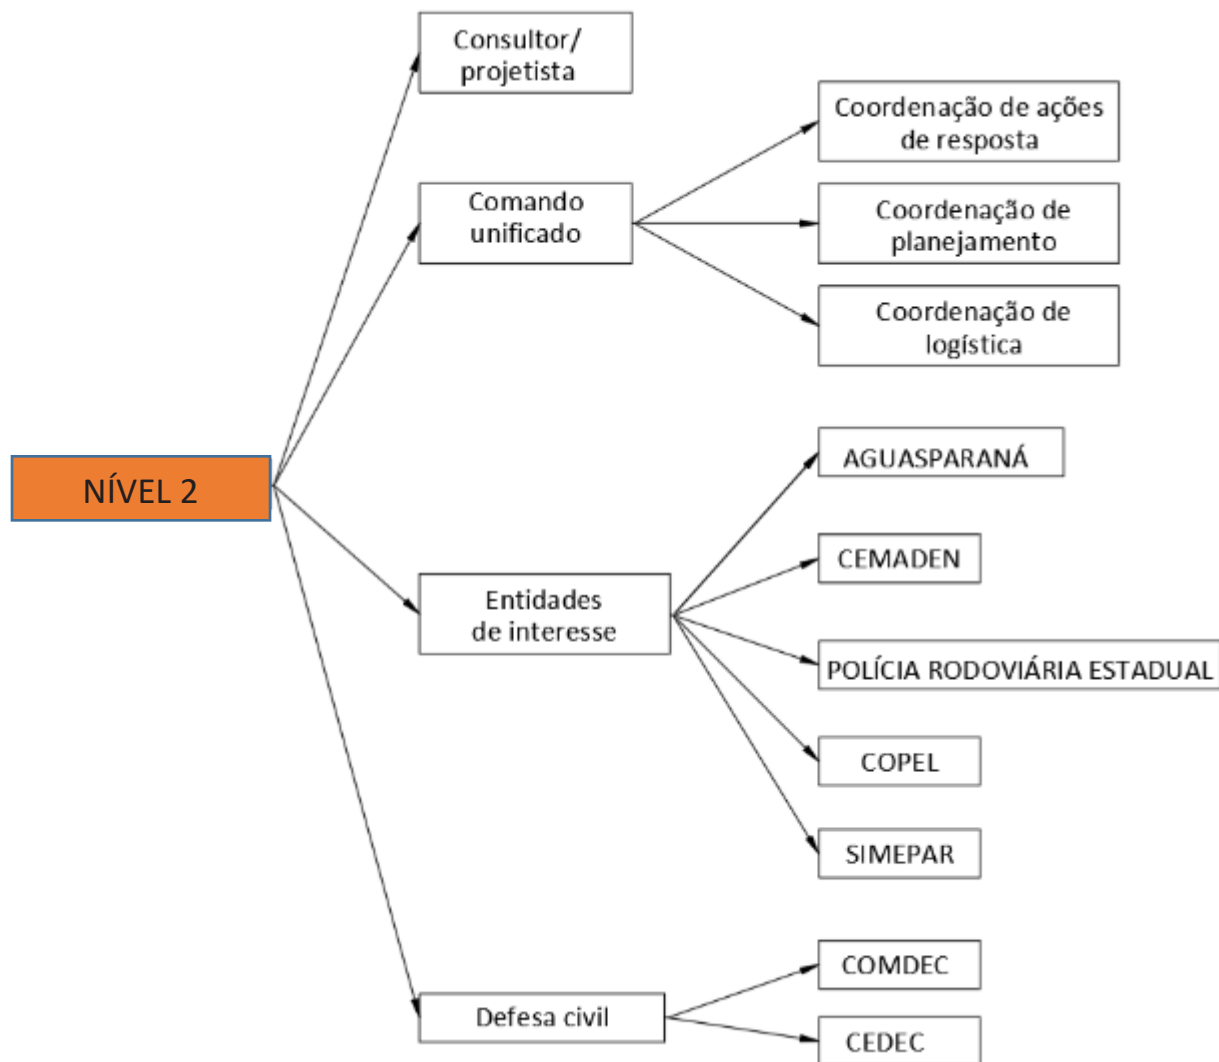 Consultor/
projetista
Coordenação de ações
de resposta
Comando
unificado
Coordenação de
planejamento
Coordenação de
logística
NÍVEL 2
AGUASPARANÁ
CEMADEN
Entidades
de interesse
POLÍCIA RODOVIÁRIA ESTADUAL
COPEL
SIMEPAR
COMDEC
Defesa civil
CEDEC